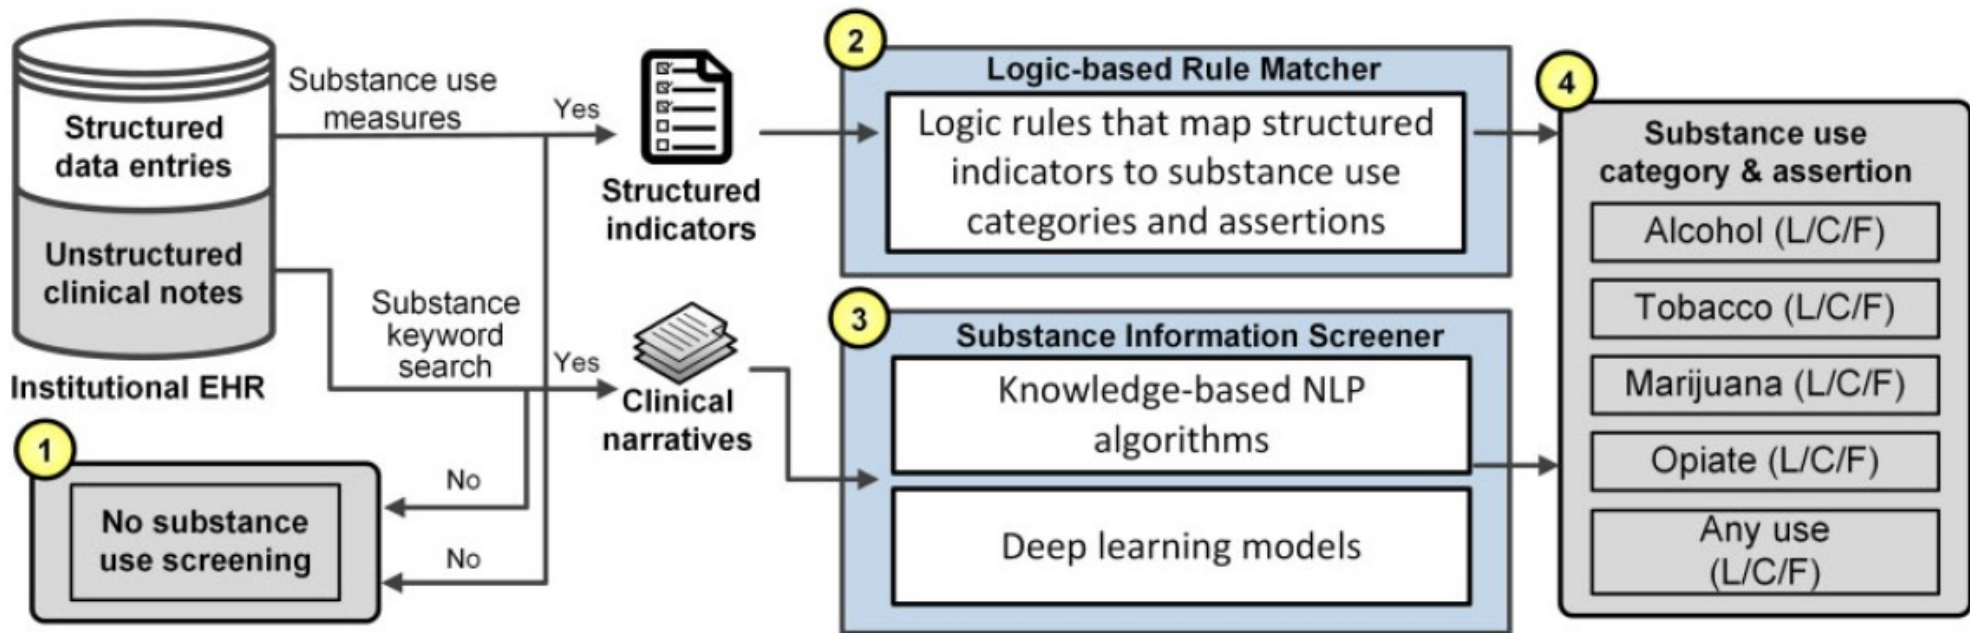 Structured
data entries
Unstructured
clinical notes
Institutional EHR
Substance use
measures
Yes
Structured
indicators
Substance
keyword
search
Yes
Clinical
narratives
1
No substance
use screening
No
No
2
Logic-based Rule Matcher
Logic rules that map structured
indicators to substance use
categories and assertions
3
Substance Information Screener
Knowledge-based NLP
algorithms
Deep learning models
4
Substance use
category & assertion
Alcohol (L/C/F)
Tobacco (L/C/F)
Marijuana (L/C/F)
Opiate (L/C/F)
Any use
(L/C/F)